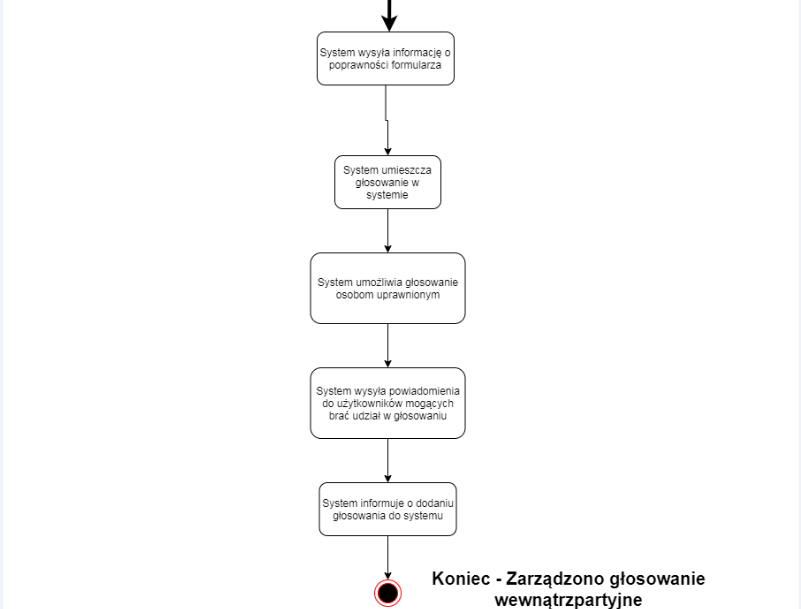 System wysyła informację o
poprawności formularza
System umieszcza
głosowanie w
systemie
System umożliwia głosowanie
osobom uprawnionym
System wysyła powiadomienia
do użytkowników mogących
brać udział w głosowaniu
System informuje o dodaniu
głosowania do systemu
Koniec - Zarządzono głosowanie
wewnątrzpartyjne